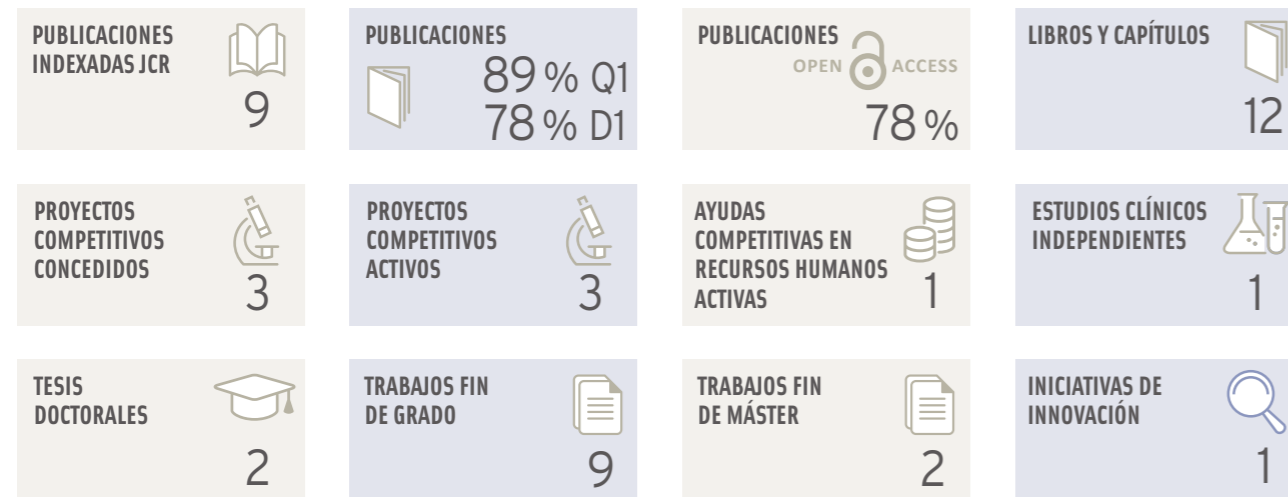 PUBLICACIONES
INDEXADAS JCR
9
PUBLICACIONES
89 % Q1
78 % D1
PUBLICACIONES
OPEN ACCESS
78 %
LIBROS Y CAPÍTULOS
12
PROYECTOS
COMPETITIVOS
CONCEDIDOS
3
PROYECTOS
COMPETITIVOS
ACTIVOS
3
AYUDAS
COMPETITIVAS EN
RECURSOS HUMANOS
ACTIVAS
1
ESTUDIOS CLÍNICOS
INDEPENDIENTES
1
TESIS
DOCTORALES
2
TRABAJOS FIN
DE GRADO
9
TRABAJOS FIN
DE MÁSTER
2
INICIATIVAS DE
INNOVACIÓN
1